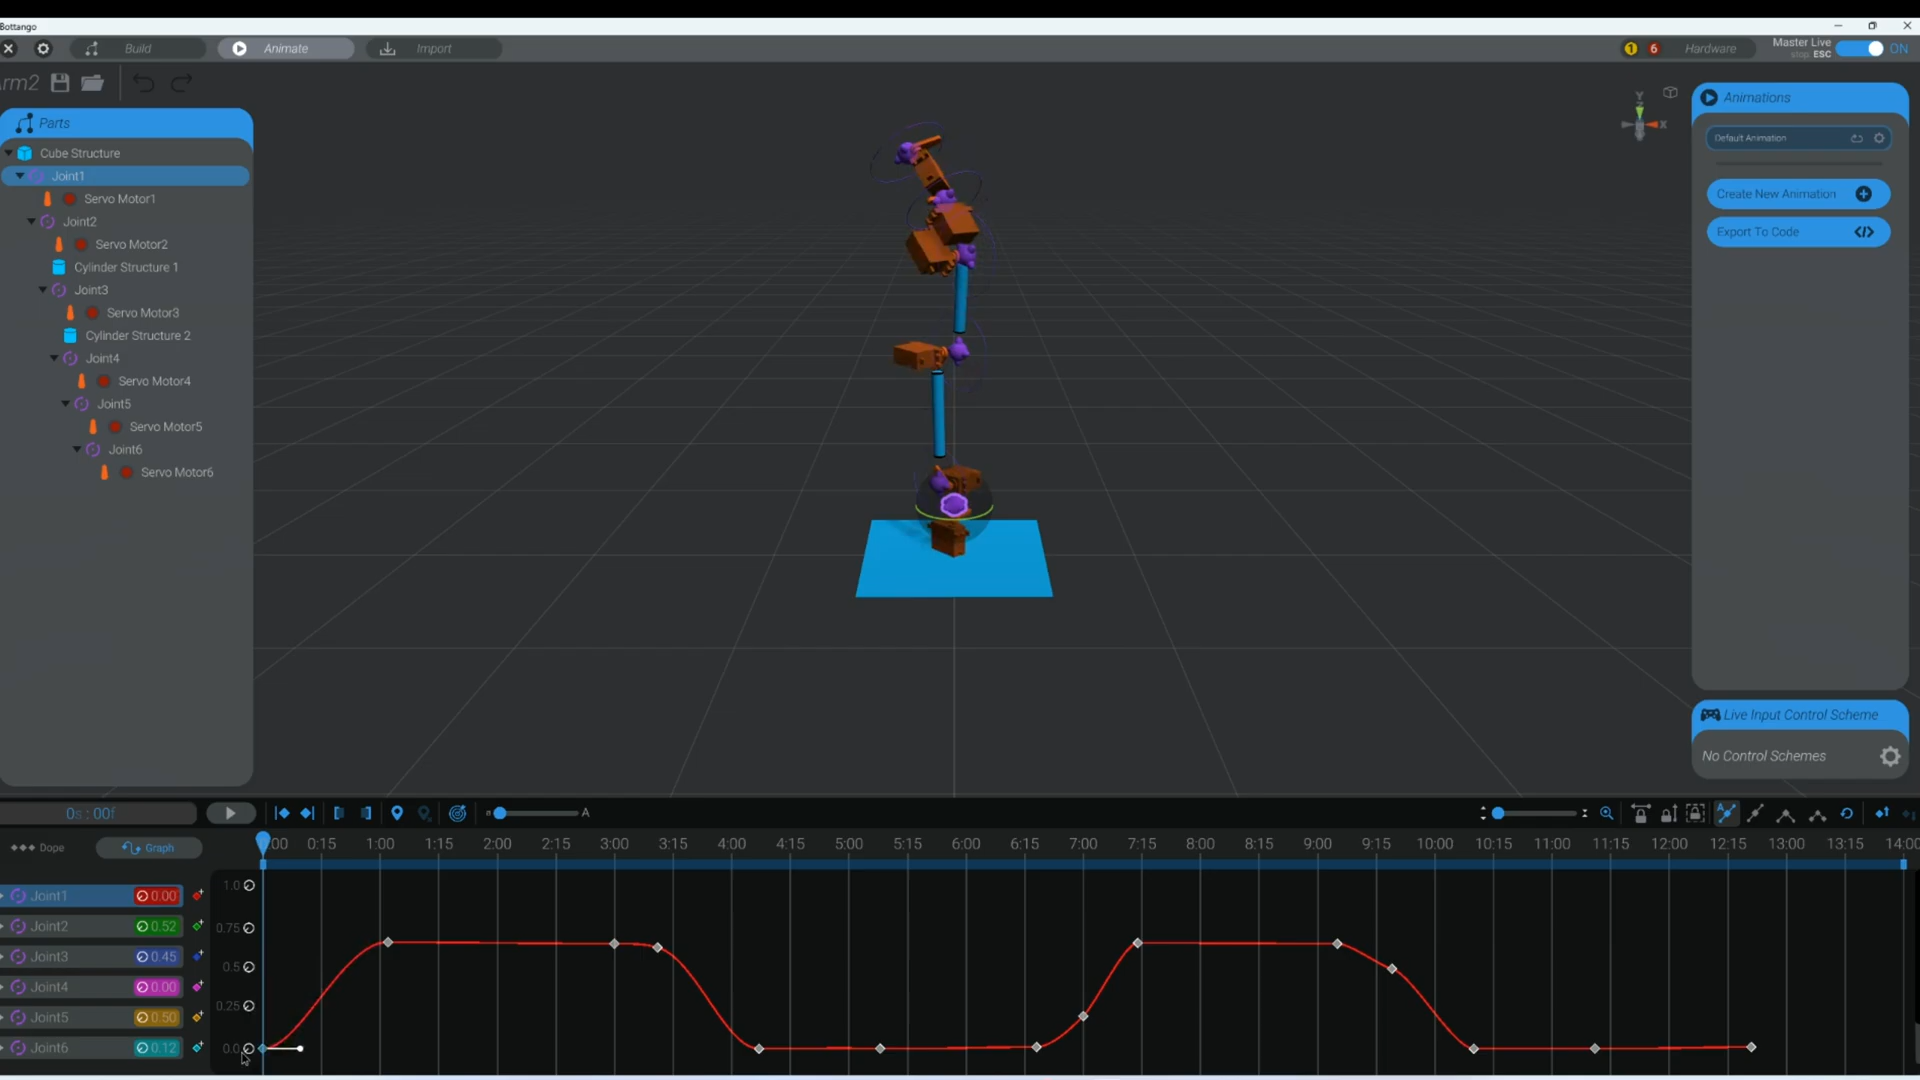 Bottango
Build
Animate
Import
1
6
Hardware
Master Live
stop: ESC
ON
rm2
Parts
Cube Structure
Joint1
Servo Motor1
Joint2
Servo Motor2
Cylinder Structure 1
Joint3
Servo Motor3
Cylinder Structure 2
Joint4
Servo Motor4
Joint5
Servo Motor5
Joint6
Servo Motor6
Y
X
Animations
Default Animation
Create New Animation
Export To Code
Live Input Control Scheme
No Control Schemes
0s : 00f
A
A
Dope
Graph
:00 0:15 1:00 1:15 2:00 2:15 3:00 3:15 4:00 4:15 5:00 5:15 6:00 6:15 7:00 7:15 8:00 8:15 9:00 9:15 10:00 10:15 11:00 11:15 12:00 12:15 13:00 13:15 14:00
Joint1 0.00
Joint2 0.52
Joint3 0.45
Joint4 0.00
Joint5 0.50
Joint6 0.12
1.0
0.75
0.5
0.25
0.0